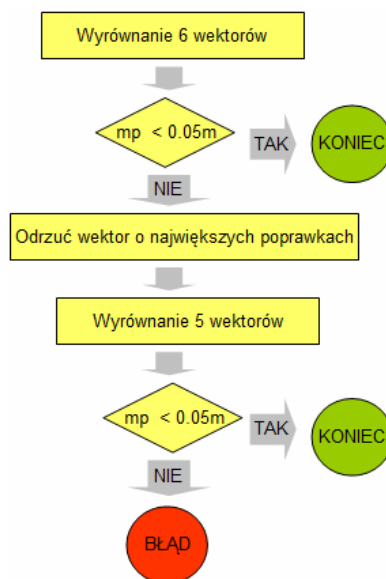 Wyrównanie 6 wektorów
mp < 0.05m
TAK
KONIEC
NIE
Odrzuć wektor o największych poprawkach
Wyrównanie 5 wektorów
mp < 0.05m
TAK
KONIEC
NIE
BŁĄD